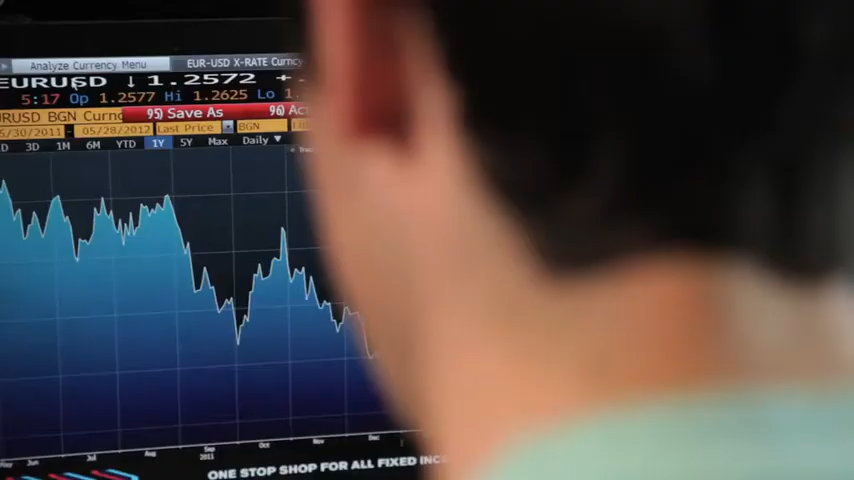 Analyze Currency Menu EUR-USD X-RATE Curncy
EURUSD ↓ 1.2572 +
5:17 Op 1.2577 Hi 1.2625 Lo 1.
URUSD BGN Curnc 95) Save As 96) Act
5/30/2011 - 05/28/2012 Last Price BGN
D 3D 1M 6M YTD 1Y 5Y Max Daily ▼
May Jun Jul Aug Sep Oct Nov Dec
2011
ONE STOP SHOP FOR ALL FIXED INC